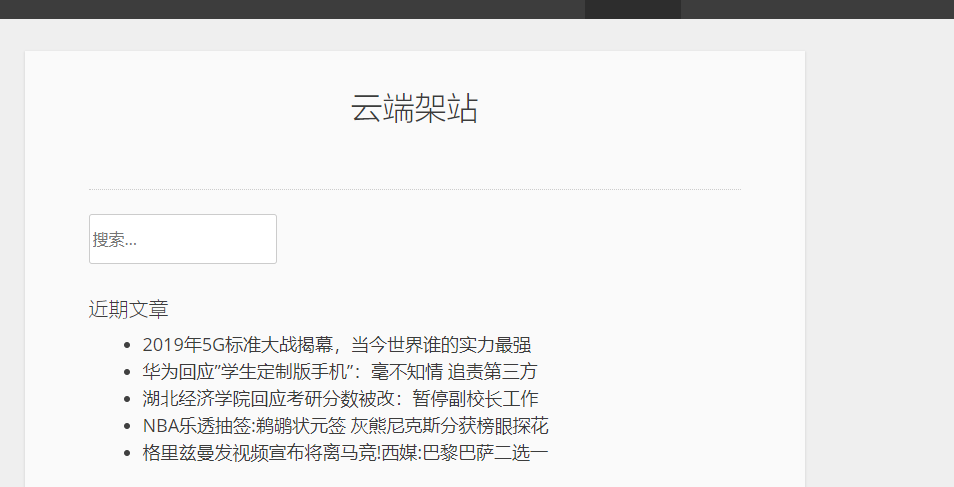 云端架站
搜索...
近期文章
2019年5G标准大战揭幕，当今世界谁的实力最强
华为回应”学生定制版手机”：毫不知情 追责第三方
湖北经济学院回应考研分数被改：暂停副校长工作
NBA乐透抽签:鹈鹕状元签 灰熊尼克斯分获榜眼探花
格里兹曼发视频宣布将离马竞!西媒:巴黎巴萨二选一